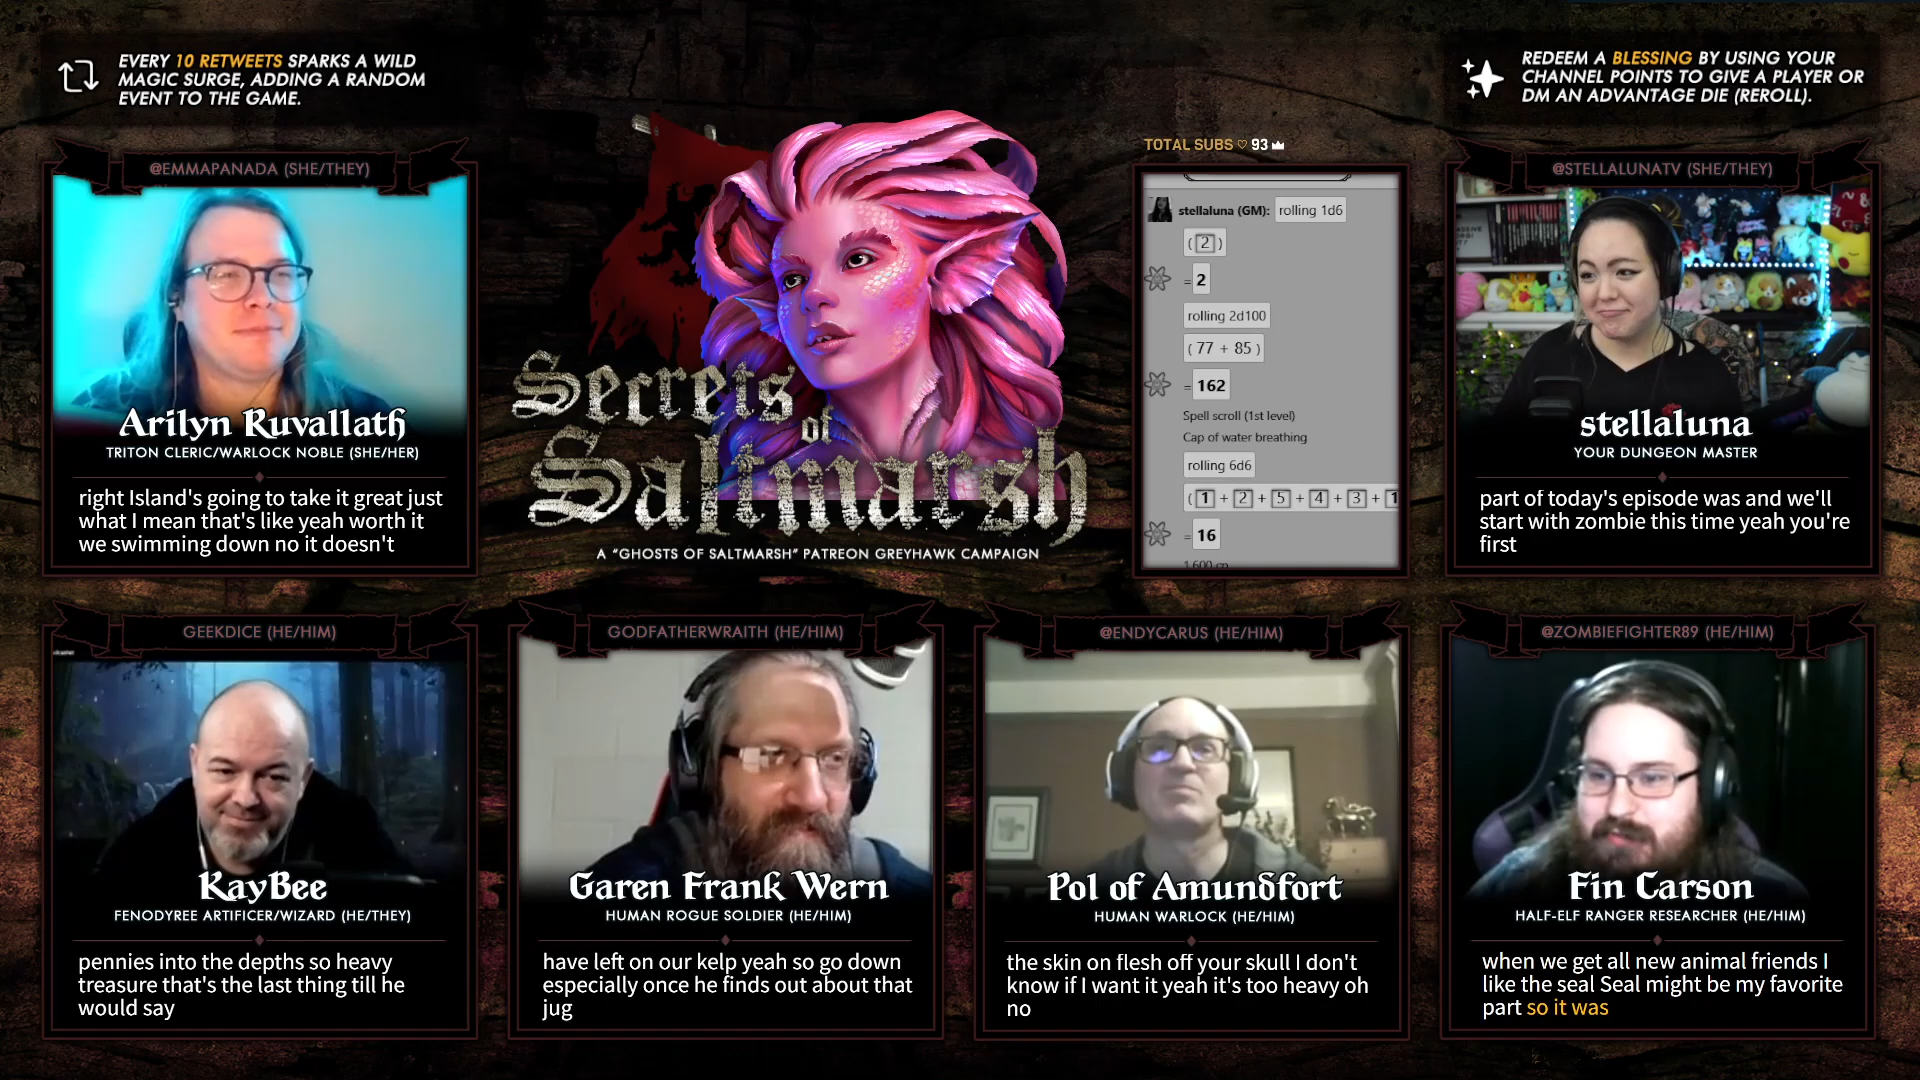 EVERY 10 RETWEETS SPARKS A WILD
MAGIC SURGE, ADDING A RANDOM
EVENT TO THE GAME.
REDEEM A BLESSING BY USING YOUR
CHANNEL POINTS TO GIVE A PLAYER OR
DM AN ADVANTAGE DIE (REROLL).
@EMMAPANADA (SHE/THEY)
Arilyn Ruvallath
TRITON CLERIC/WARLOCK NOBLE (SHE/HER)
right Island's going to take it great just
what I mean that's like yeah worth it
we swimming down no it doesn't
Secrets
of
Saltmarsh
A "GHOSTS OF SALTMARSH" PATREON GREYHAWK CAMPAIGN
TOTAL SUBS ♡ 93
stellaluna (GM): rolling 1d6
( 2 )
= 2
rolling 2d100
( 77 + 85 )
= 162
Spell scroll (1st level)
Cap of water breathing
rolling 6d6
( 1 + 2 + 5 + 4 + 3 + 1
= 16
1,600 cp
@STELLALUNATV (SHE/THEY)
stellaluna
YOUR DUNGEON MASTER
part of today's episode was and we'll
start with zombie this time yeah you're
first
GEEKDICE (HE/HIM)
KayBee
FENODYREE ARTIFICER/WIZARD (HE/THEY)
pennies into the depths so heavy
treasure that's the last thing till he
would say
GODFATHERWRAITH (HE/HIM)
Garen Frank Wern
HUMAN ROGUE SOLDIER (HE/HIM)
have left on our kelp yeah so go down
especially once he finds out about that
jug
@ENDYCARUS (HE/HIM)
Pol of Amundfort
HUMAN WARLOCK (HE/HIM)
the skin on flesh off your skull I don't
know if I want it yeah it's too heavy oh
no
@ZOMBIEFIGHTER89 (HE/HIM)
Fin Carson
HALF-ELF RANGER RESEARCHER (HE/HIM)
when we get all new animal friends I
like the seal Seal might be my favorite
part so it was